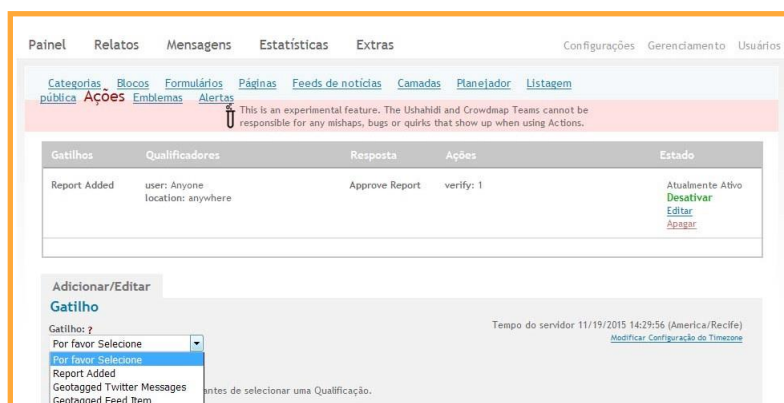 Painel Relatos Mensagens Estatísticas Extras Configurações Gerenciamento Usuários
Categorias Blocos Formulários Páginas Feeds de notícias Camadas Planejador Listagem
pública Ações Emblemas Alertas
This is an experimental feature. The Ushahidi and Crowdmap Teams cannot be
responsible for any mishaps, bugs or quirks that show up when using Actions.
Gatilhos Qualificadores Resposta Ações Estado
Report Added user: Anyone Approve Report verify: 1 Atualmente Ativo
location: anywhere Desativar
Editar
Apagar
Adicionar/Editar
Gatilho
Gatilho: ? Tempo do servidor 11/19/2015 14:29:56 (America/Recife)
Por favor Selecione Modificar Configuração do Timezone
Por favor Selecione
Report Added
Geotagged Twitter Messages antes de selecionar uma Qualificação.
Geotagged Feed Item